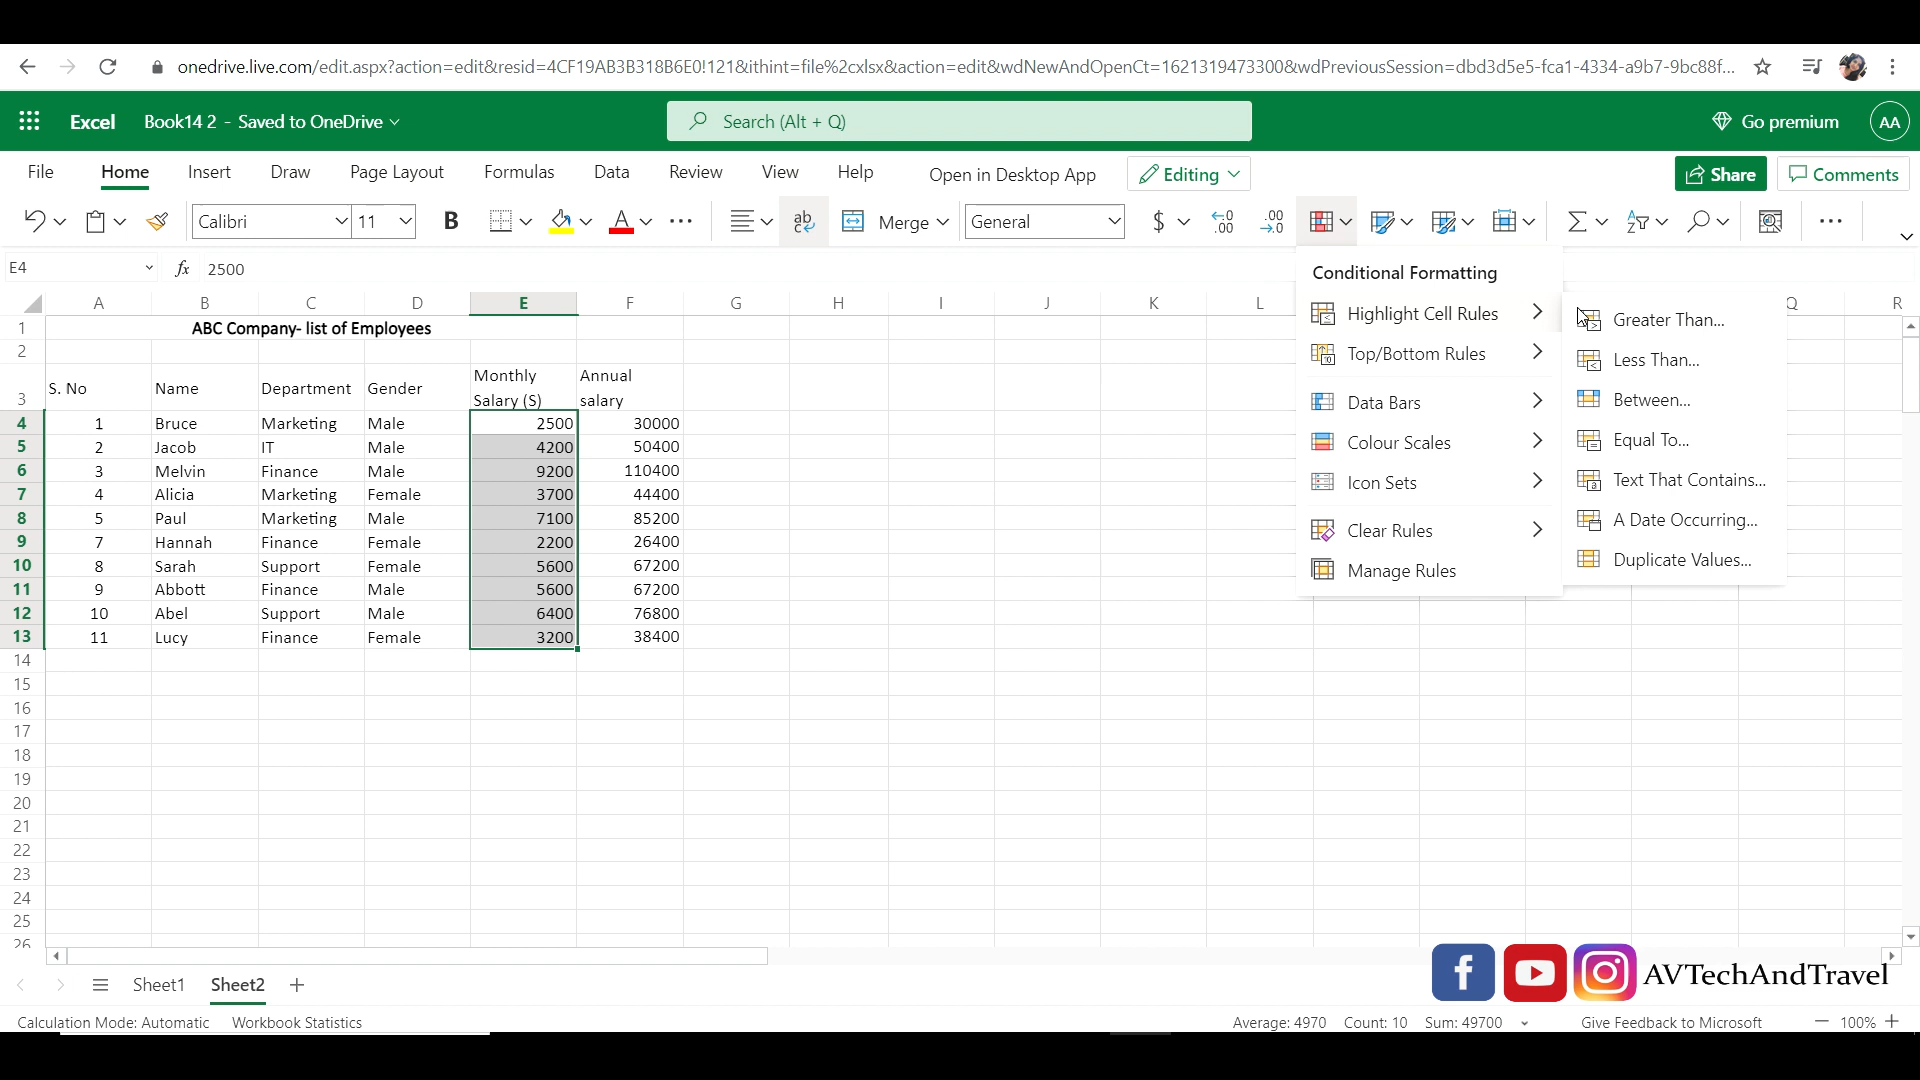 onedrive.live.com/edit.aspx?action=edit&resid=4CF19AB3B318B6E0!121&ithint=file%2cxlsx&action=edit&wdNewAndOpenCt=1621319473300&wdPreviousSession=dbd3d5e5-fca1-4334-a9b7-9bc88f...
Excel Book14 2 - Saved to OneDrive Search (Alt + Q) Go premium AA
File Home Insert Draw Page Layout Formulas Data Review View Help Open in Desktop App Editing Share Comments
Calibri 11 B A ab c Merge General $ .00 .00
E4 fx 2500
Conditional Formatting
Highlight Cell Rules
Top/Bottom Rules
Data Bars
Colour Scales
Icon Sets
Clear Rules
Manage Rules
Greater Than...
Less Than...
Between...
Equal To...
Text That Contains...
A Date Occurring...
Duplicate Values...
A B C D E F G H I J K L Q R
1 ABC Company- list of Employees
2
3 S. No Name Department Gender Monthly Salary (S) Annual salary
4 1 Bruce Marketing Male 2500 30000
5 2 Jacob IT Male 4200 50400
6 3 Melvin Finance Male 9200 110400
7 4 Alicia Marketing Female 3700 44400
8 5 Paul Marketing Male 7100 85200
9 7 Hannah Finance Female 2200 26400
10 8 Sarah Support Female 5600 67200
11 9 Abbott Finance Male 5600 67200
12 10 Abel Support Male 6400 76800
13 11 Lucy Finance Female 3200 38400
14
15
16
17
18
19
20
21
22
23
24
25
26
AVTechAndTravel
Sheet1 Sheet2
Calculation Mode: Automatic Workbook Statistics Average: 4970 Count: 10 Sum: 49700 Give Feedback to Microsoft 100%